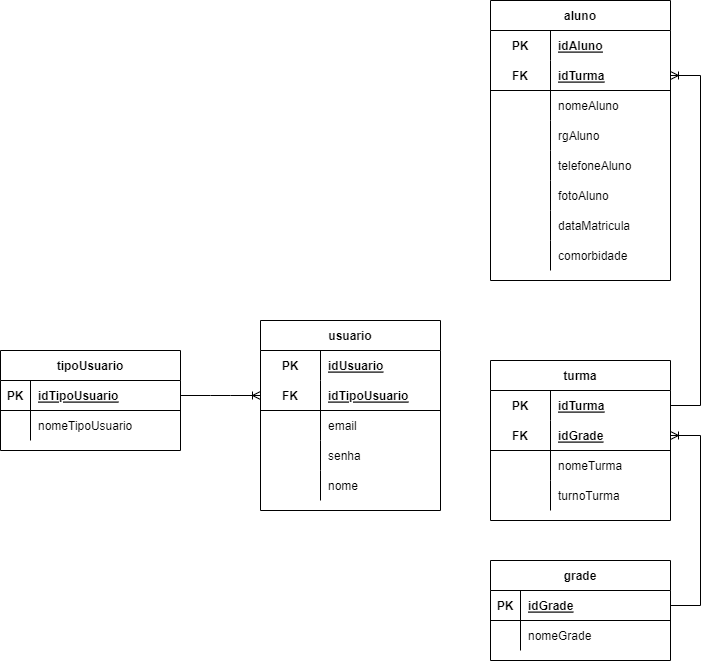 aluno
PK idAluno
FK idTurma
nomeAluno
rgAluno
telefoneAluno
fotoAluno
dataMatricula
comorbidade
tipoUsuario
PK idTipoUsuario
nomeTipoUsuario
usuario
PK idUsuario
FK idTipoUsuario
email
senha
nome
turma
PK idTurma
FK idGrade
nomeTurma
turnoTurma
grade
PK idGrade
nomeGrade